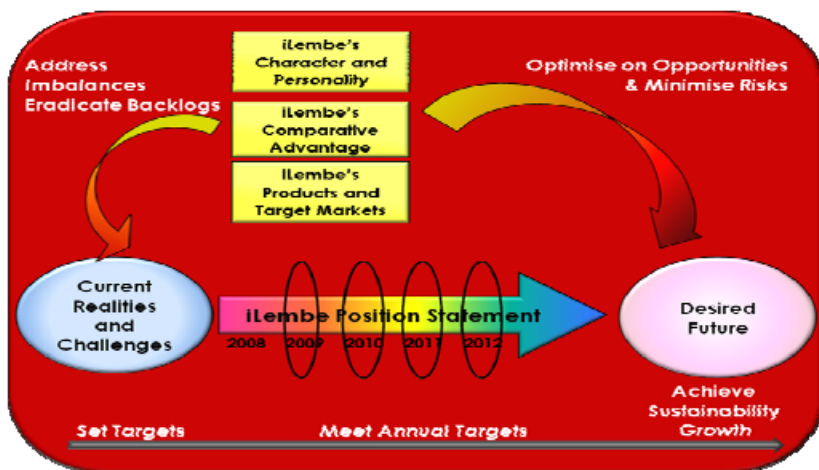 Address
Imbalances
Eradicate Backlogs
iLembe's
Character and
Personality
iLembe's
Comparative
Advantage
iLembe's
Products and
Target Markets
Optimise on Opportunities
& Minimise Risks
Current
Realities
and
Challenges
iLembe Position Statement
2008 2009 2010 2011 2012
Desired
Future
Achieve
Sustainability
Growth
Set Targets
Meet Annual Targets